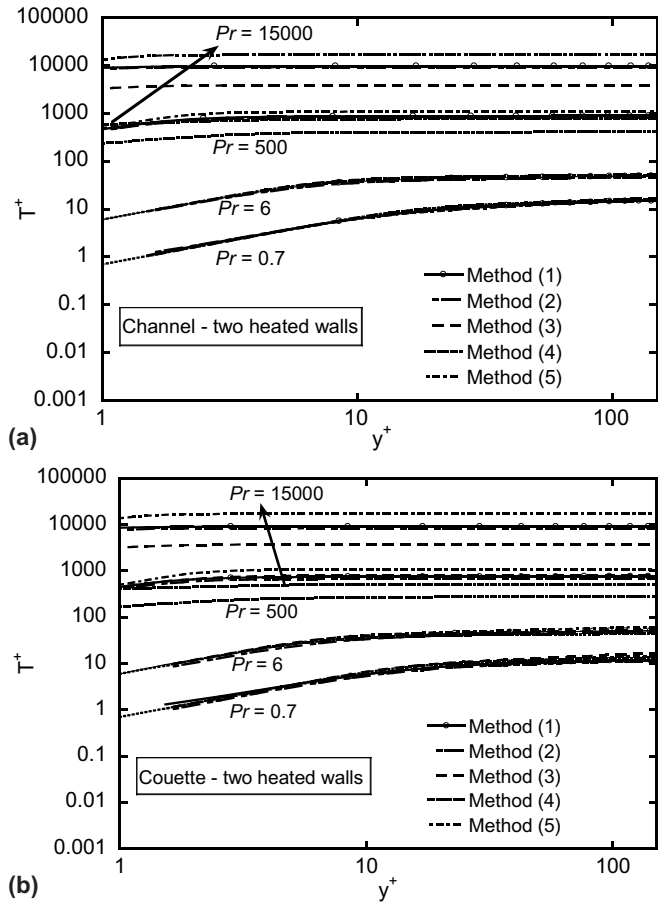 100000
10000
1000
100
10
1
0.1
0.01
0.001
T+
Pr = 15000
Pr = 500
Pr = 6
Pr = 0.7
Method (1)
Method (2)
Method (3)
Method (4)
Method (5)
Channel - two heated walls
1 10 100
y+
(a)
100000
10000
1000
100
10
1
0.1
0.01
0.001
T+
Pr = 15000
Pr = 500
Pr = 6
Pr = 0.7
Method (1)
Method (2)
Method (3)
Method (4)
Method (5)
Couette - two heated walls
1 10 100
y+
(b)